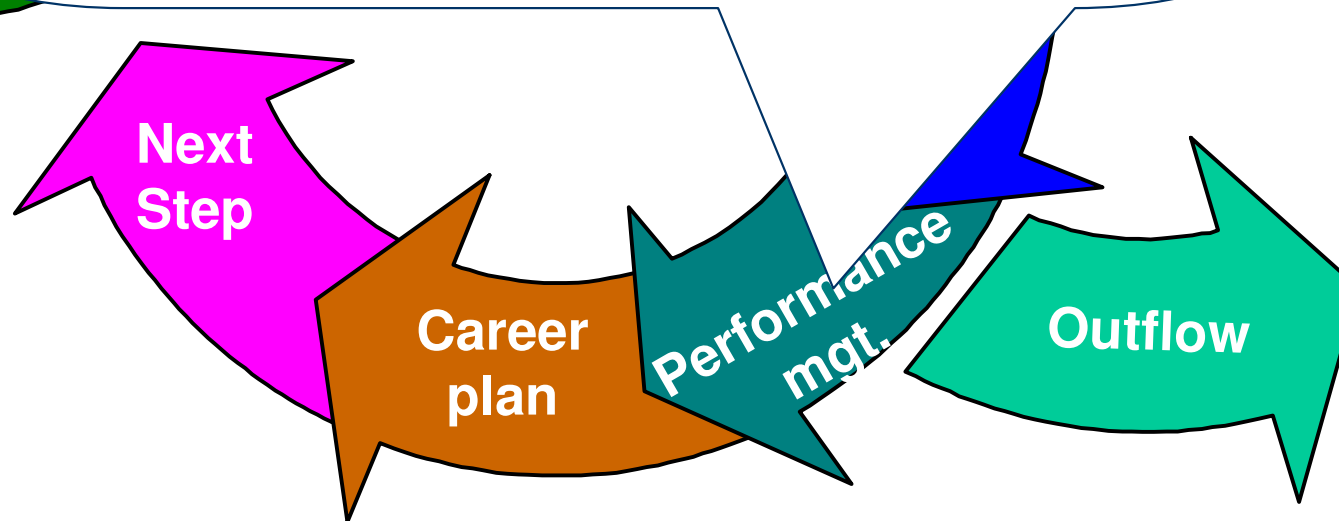 Next
Step
Career
plan
Performance
mgt.
Outflow